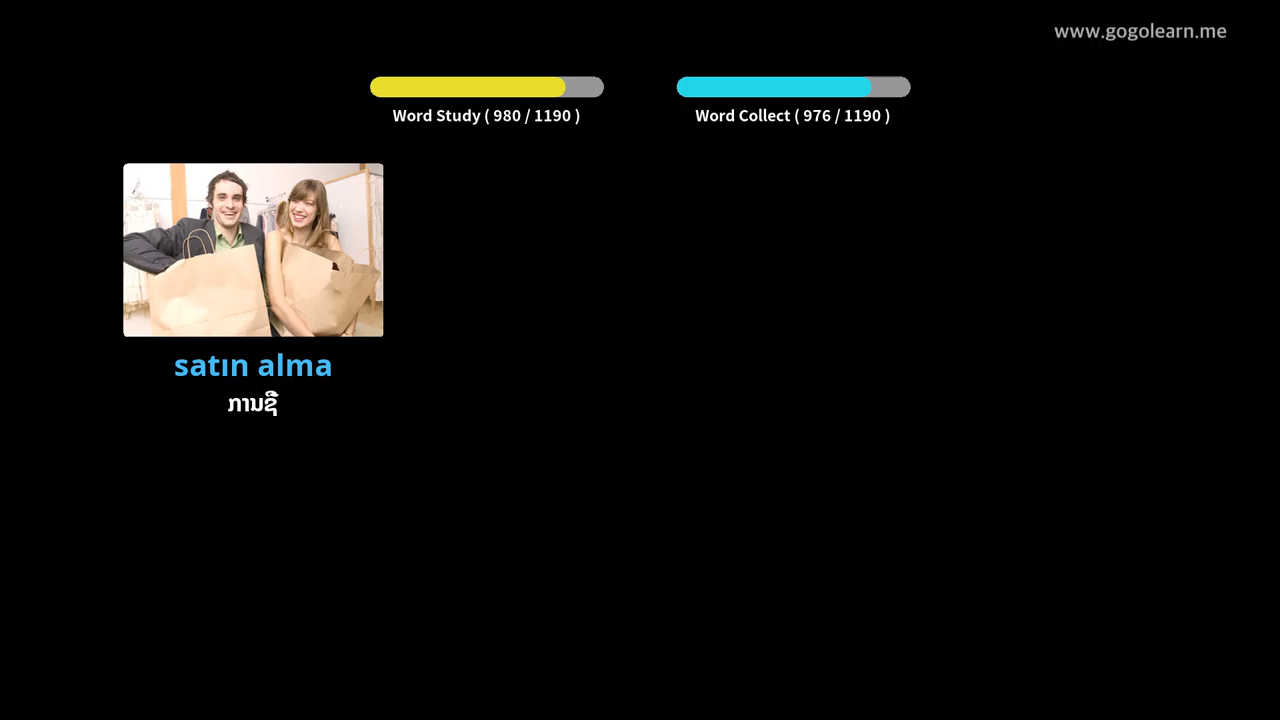 www.gogolearn.me
Word Study ( 980 / 1190 )
Word Collect ( 976 / 1190 )
satın alma
ການຊື້